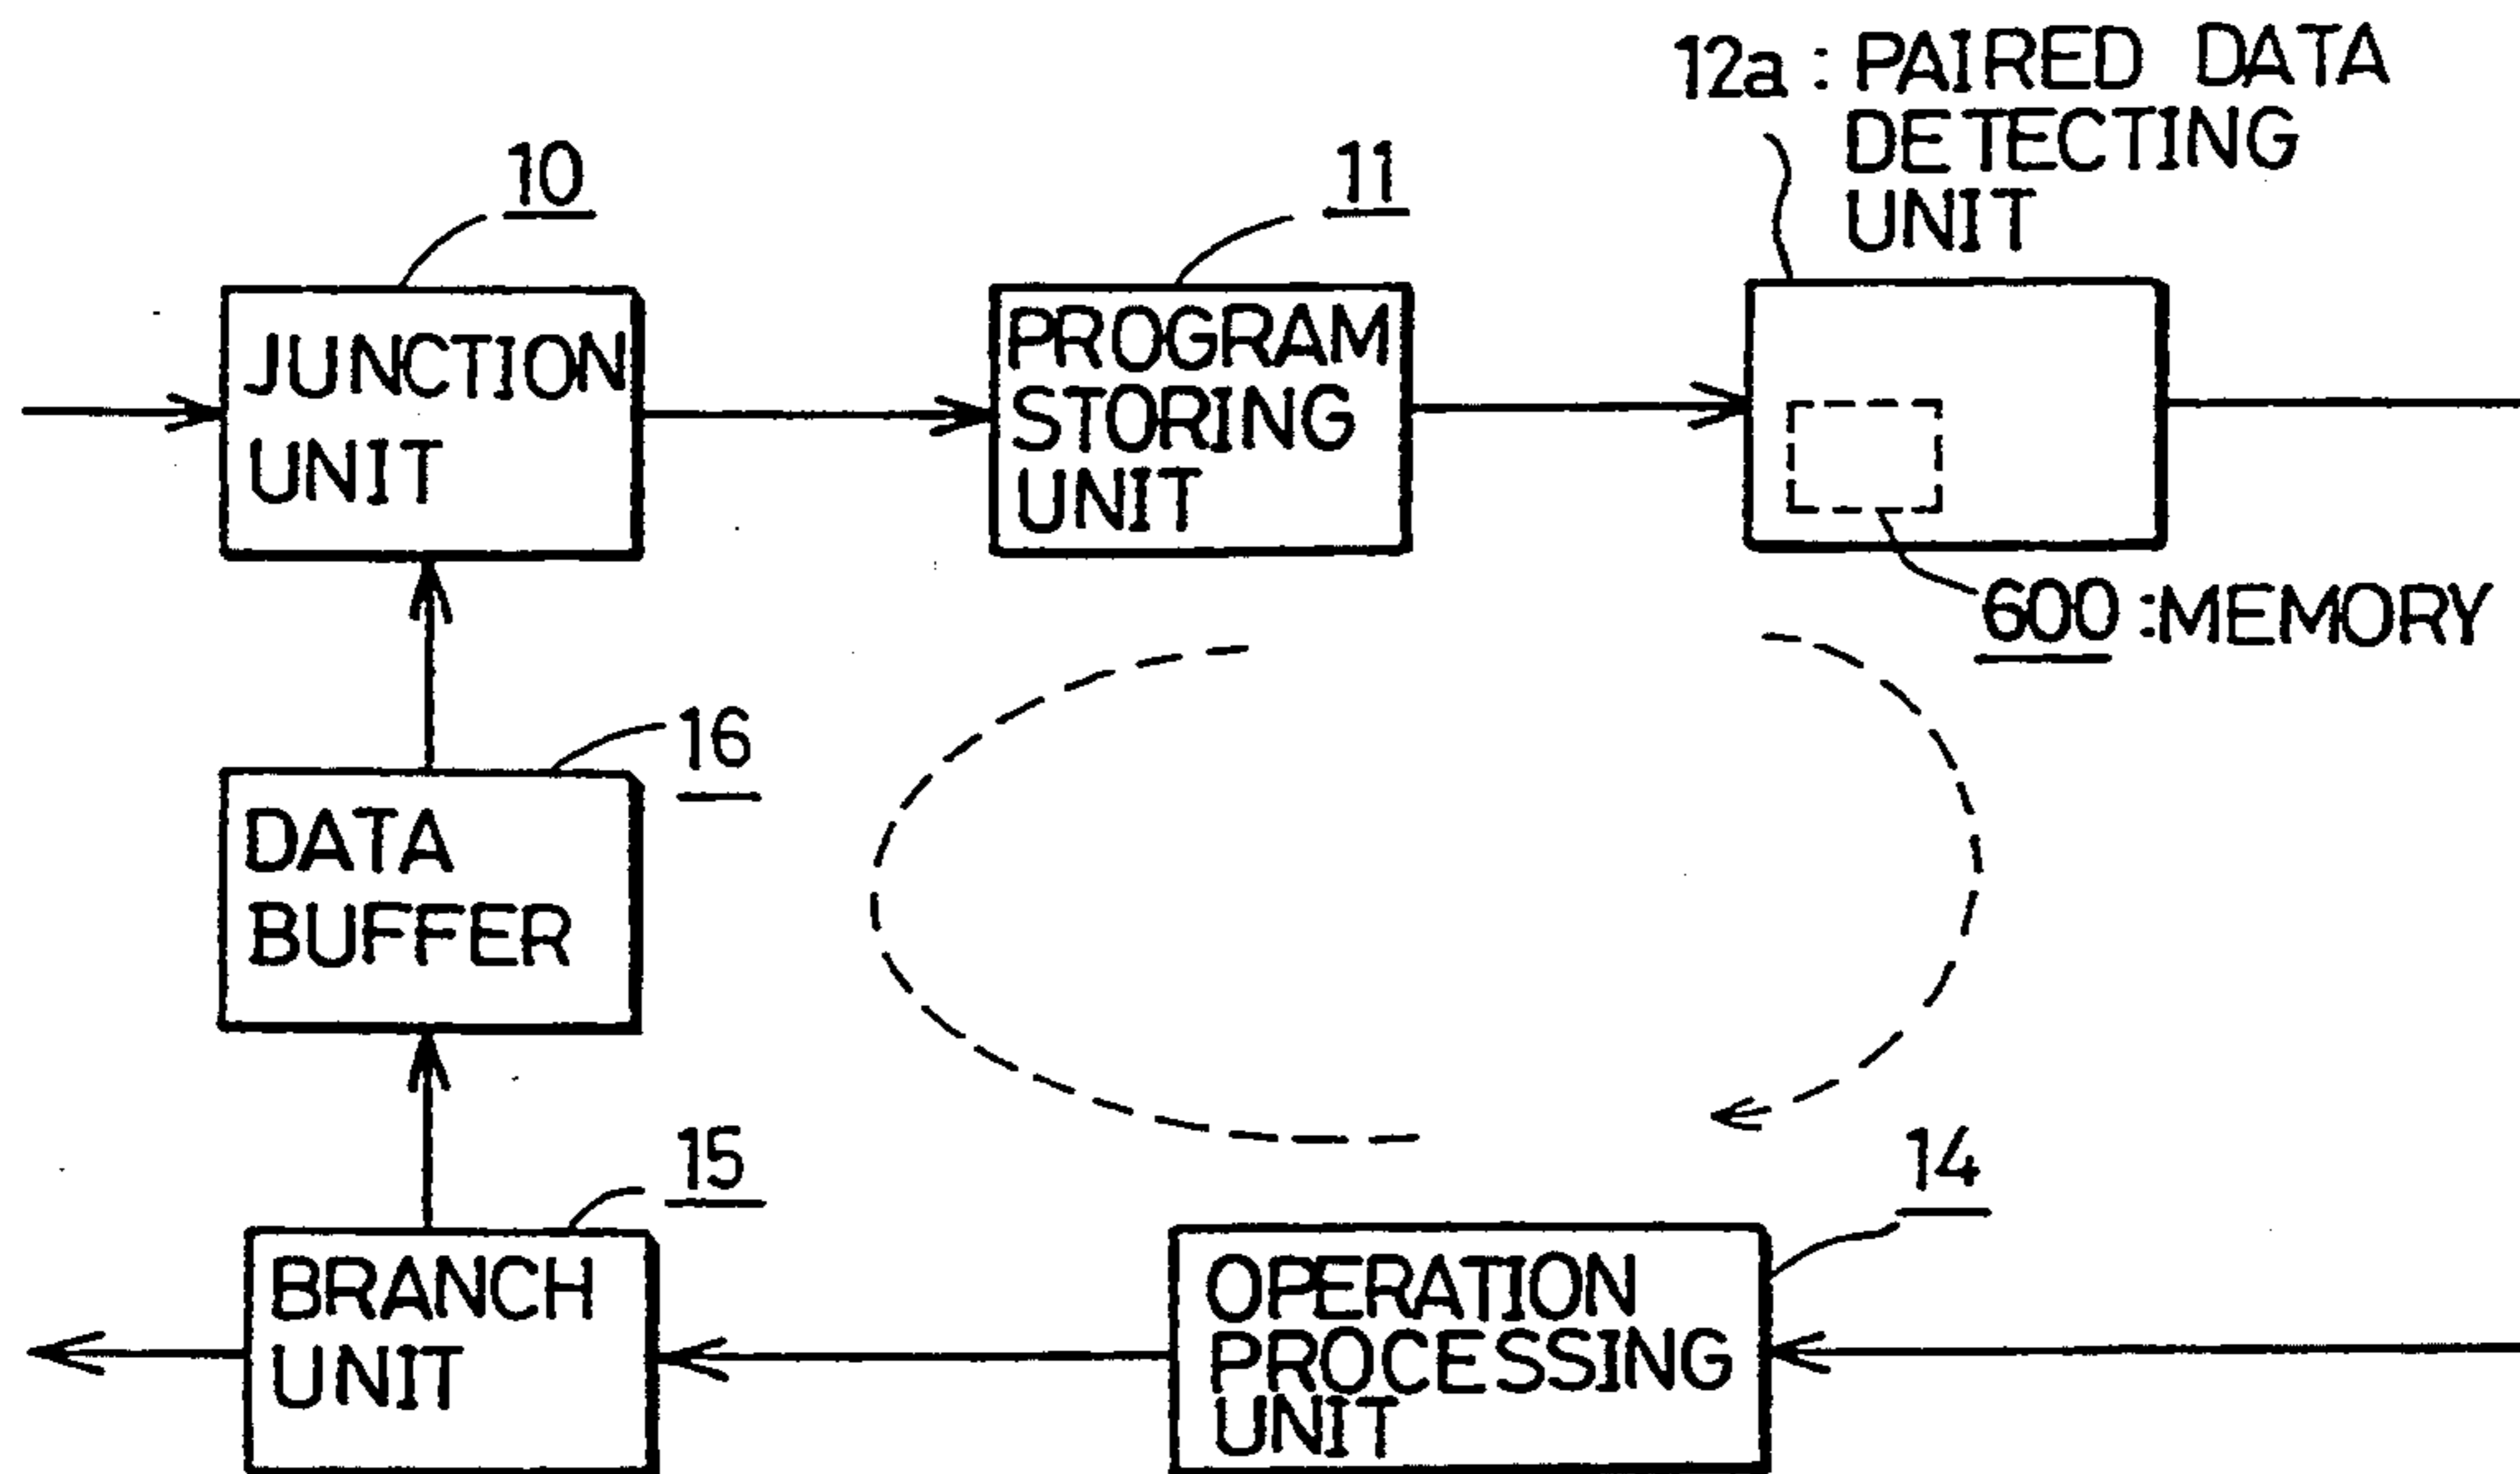 12a : PAIRED DATA
DETECTING
UNIT
10
11
JUNCTION
UNIT
PROGRAM
STORING
UNIT
600 :MEMORY
16
DATA
BUFFER
15
14
BRANCH
UNIT
OPERATION
PROCESSING
UNIT